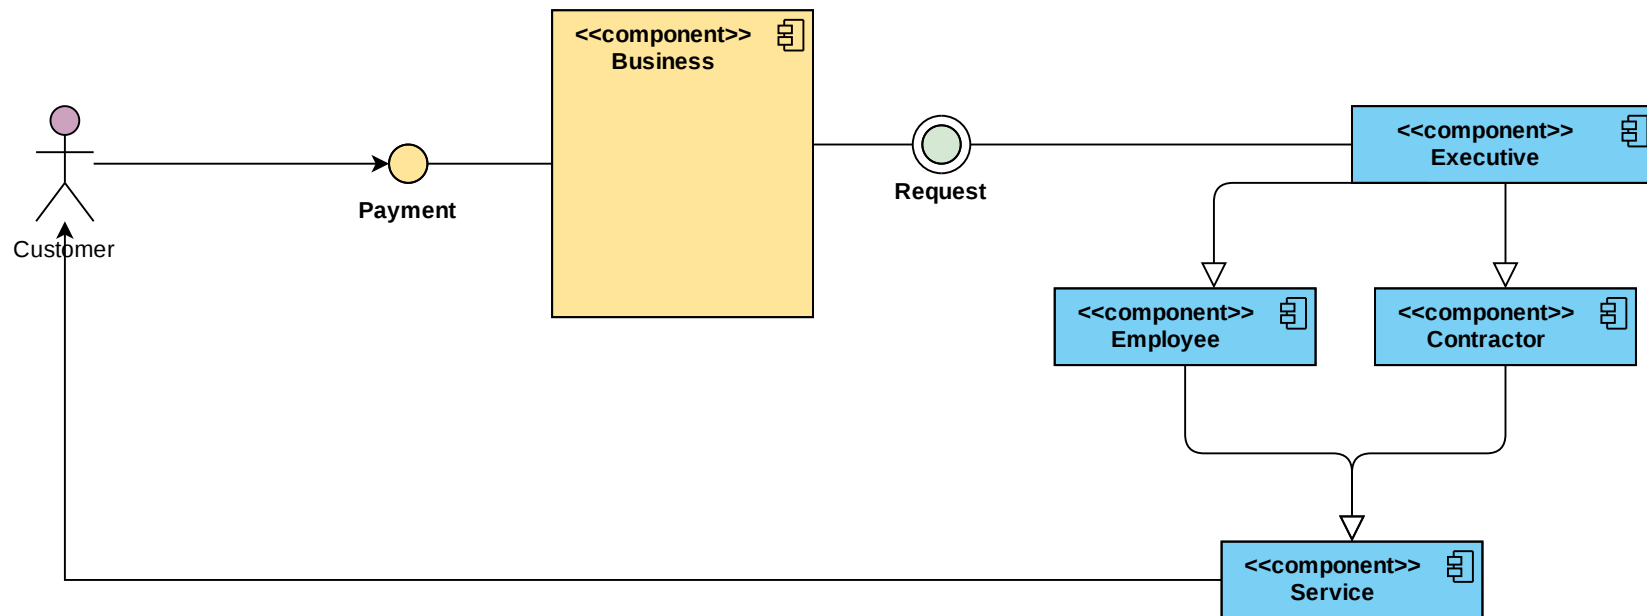 <<component>>
Business
<<component>>
Executive
Request
Payment
Customer
<<component>>
Employee
<<component>>
Contractor
<<component>>
Service